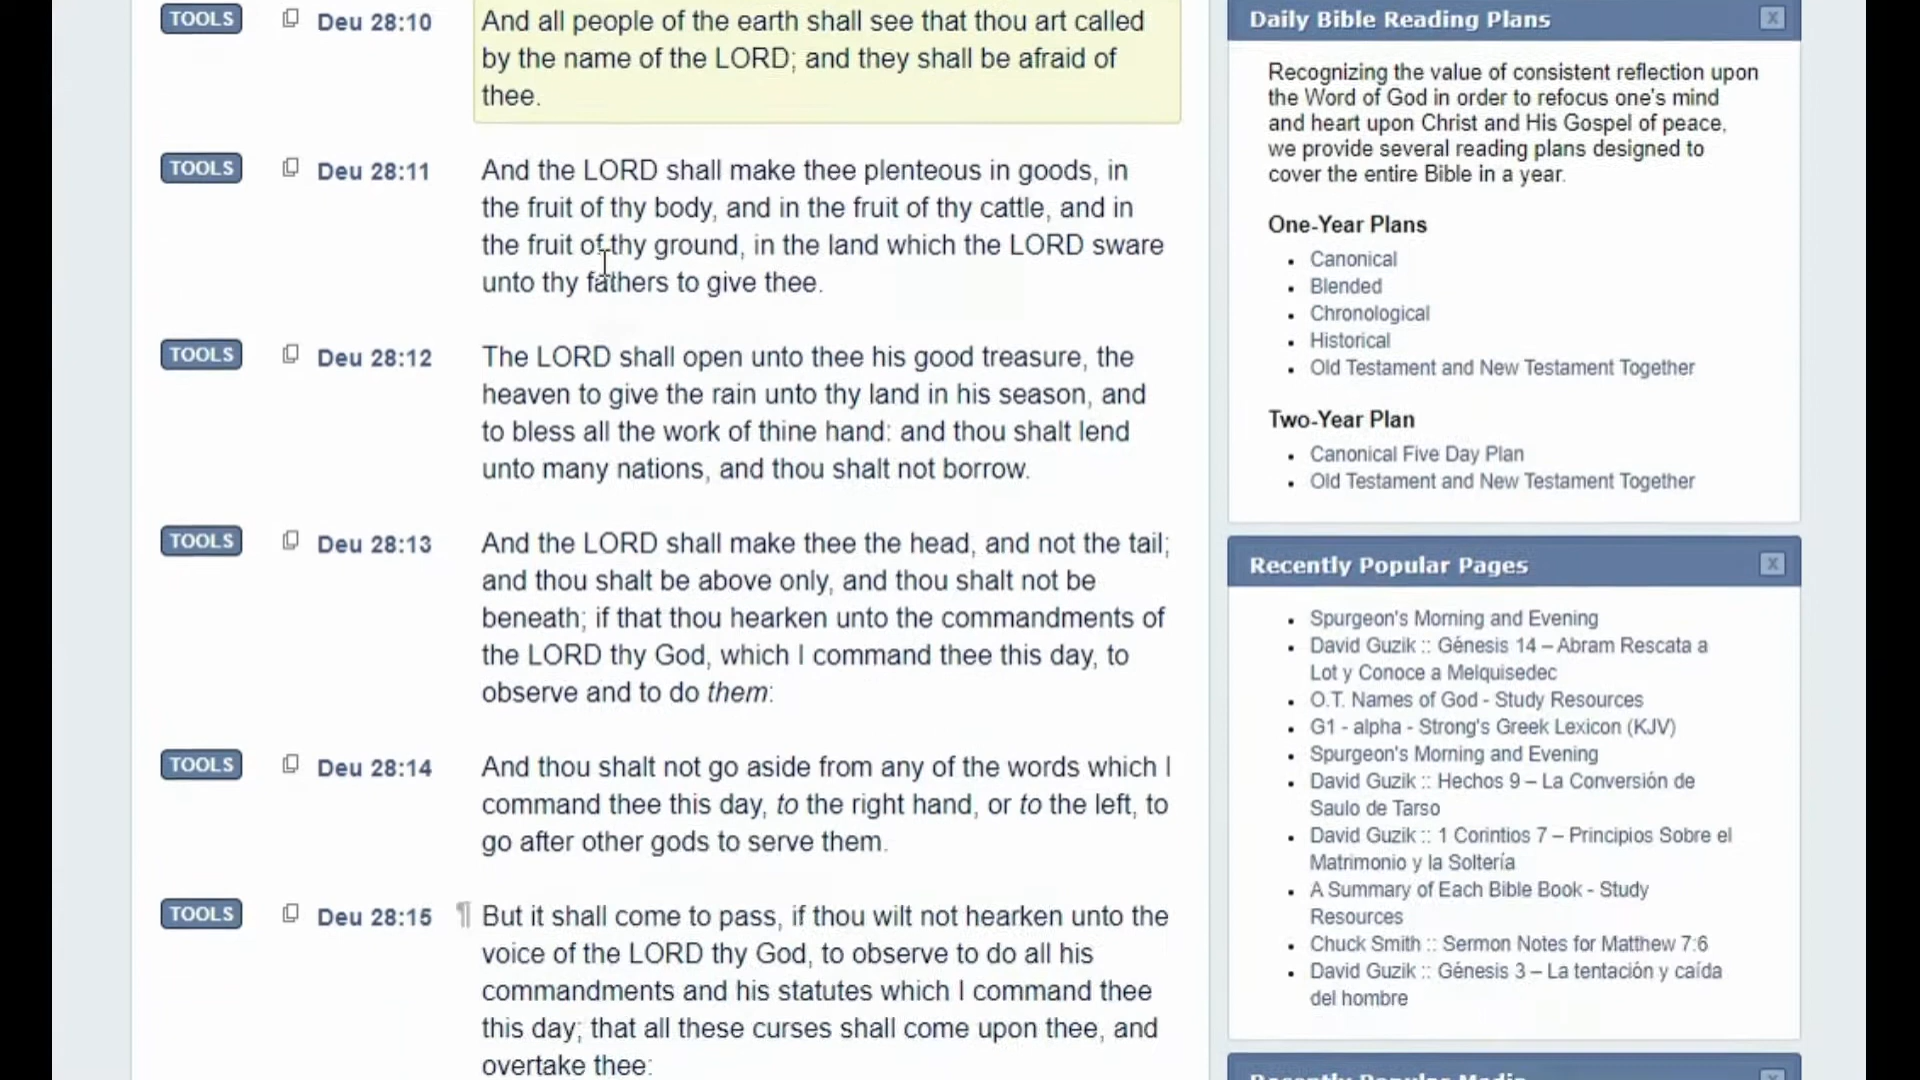 TOOLS Deu 28:10 And all people of the earth shall see that thou art called
by the name of the LORD; and they shall be afraid of
thee.
TOOLS Deu 28:11 And the LORD shall make thee plenteous in goods, in
the fruit of thy body, and in the fruit of thy cattle, and in
the fruit of thy ground, in the land which the LORD sware
unto thy fathers to give thee.
TOOLS Deu 28:12 The LORD shall open unto thee his good treasure, the
heaven to give the rain unto thy land in his season, and
to bless all the work of thine hand: and thou shalt lend
unto many nations, and thou shalt not borrow.
TOOLS Deu 28:13 And the LORD shall make thee the head, and not the tail;
and thou shalt be above only, and thou shalt not be
beneath; if that thou hearken unto the commandments of
the LORD thy God, which I command thee this day, to
observe and to do them:
TOOLS Deu 28:14 And thou shalt not go aside from any of the words which I
command thee this day, to the right hand, or to the left, to
go after other gods to serve them.
TOOLS Deu 28:15 ¶ But it shall come to pass, if thou wilt not hearken unto the
voice of the LORD thy God, to observe to do all his
commandments and his statutes which I command thee
this day; that all these curses shall come upon thee, and
overtake thee:
Daily Bible Reading Plans X
Recognizing the value of consistent reflection upon
the Word of God in order to refocus one's mind
and heart upon Christ and His Gospel of peace,
we provide several reading plans designed to
cover the entire Bible in a year.
One-Year Plans
• Canonical
• Blended
• Chronological
• Historical
• Old Testament and New Testament Together
Two-Year Plan
• Canonical Five Day Plan
• Old Testament and New Testament Together
Recently Popular Pages X
• Spurgeon's Morning and Evening
• David Guzik :: Génesis 14 – Abram Rescata a
Lot y Conoce a Melquisedec
• O.T. Names of God - Study Resources
• G1 - alpha - Strong's Greek Lexicon (KJV)
• Spurgeon's Morning and Evening
• David Guzik :: Hechos 9 – La Conversión de
Saulo de Tarso
• David Guzik :: 1 Corintios 7 – Principios Sobre el
Matrimonio y la Soltería
• A Summary of Each Bible Book - Study
Resources
• Chuck Smith :: Sermon Notes for Matthew 7:6
• David Guzik :: Génesis 3 – La tentación y caída
del hombre
Recently Popular Media X